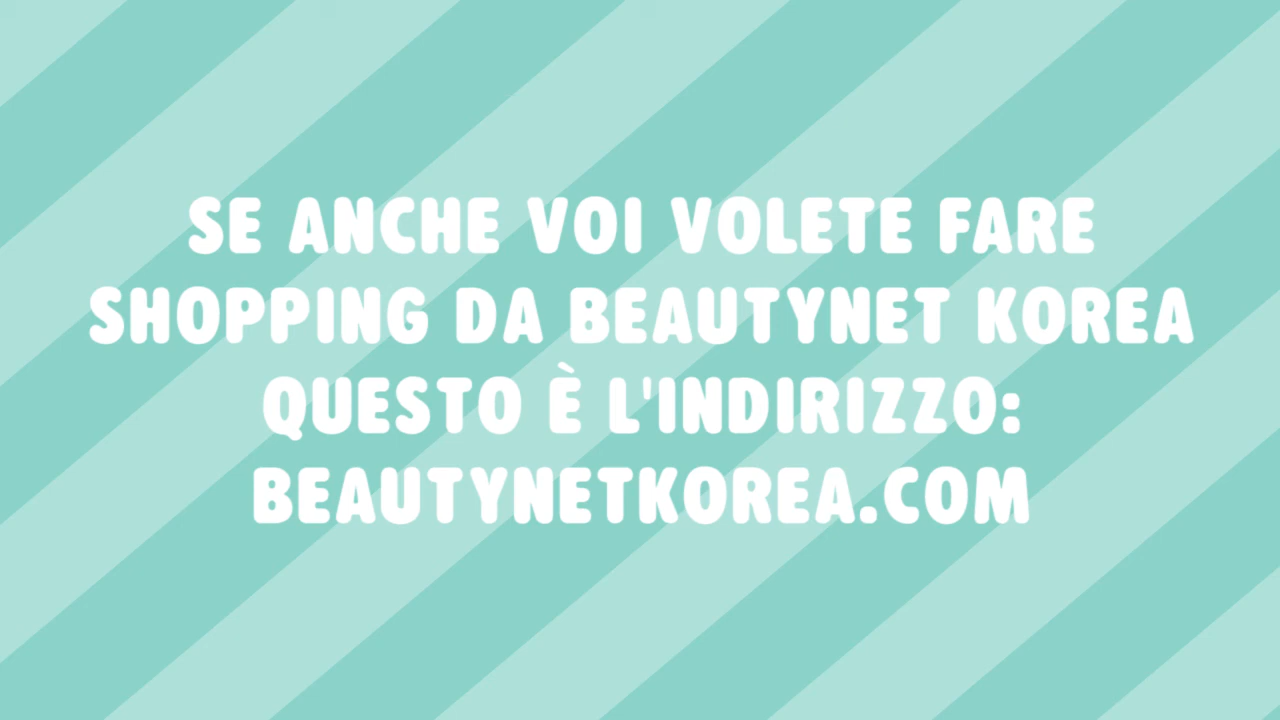 SE ANCHE VOI VOLETE FARE
SHOPPING DA BEAUTYNET KOREA
QUESTO È L'INDIRIZZO:
BEAUTYNETKOREA.COM